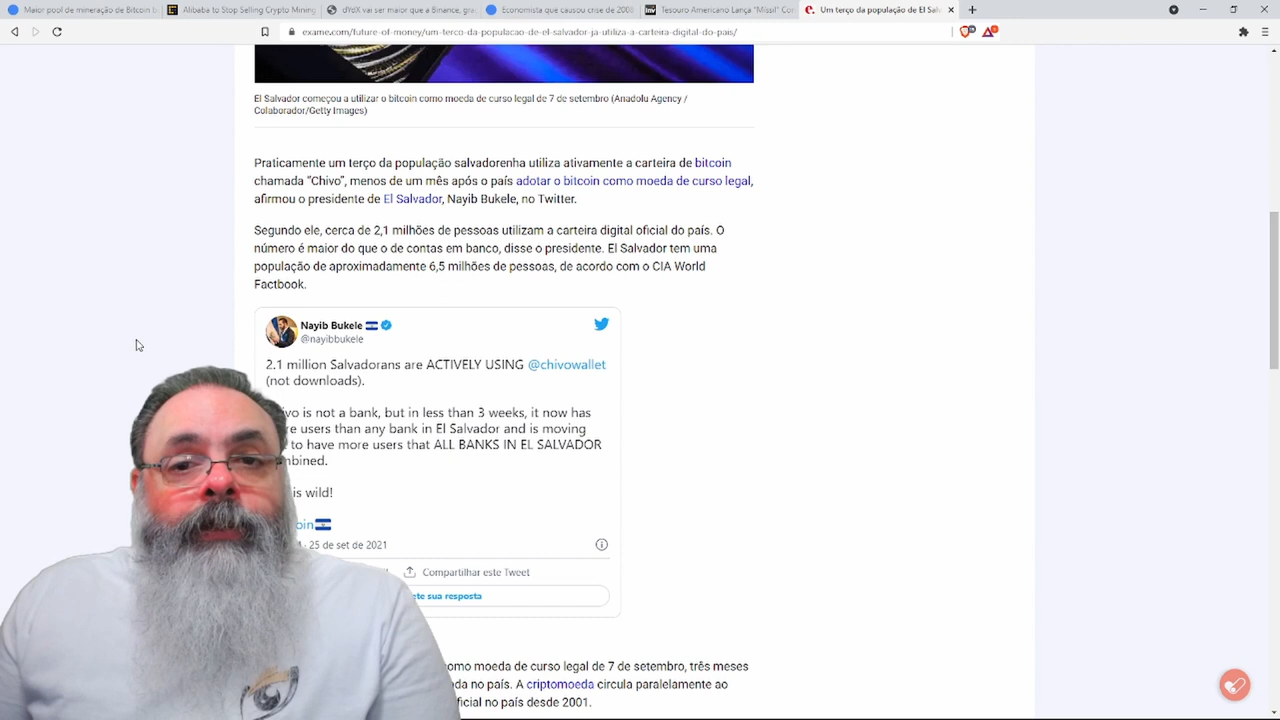 Maior pool de mineração de Bitcoin b
Alibaba to Stop Selling Crypto Mining
dYdX vai ser maior que a Binance, gra
Economista que causou crise de 2008
Tesouro Americano Lança "Míssil" Co
Um terço da população de El Salv
exame.com/future-of-money/um-terco-da-populacao-de-el-salvador-ja-utiliza-a-carteira-digital-do-pais/
El Salvador começou a utilizar o bitcoin como moeda de curso legal de 7 de setembro (Anadolu Agency /
Colaborador/Getty Images)
Praticamente um terço da população salvadorenha utiliza ativamente a carteira de bitcoin
chamada "Chivo", menos de um mês após o país adotar o bitcoin como moeda de curso legal,
afirmou o presidente de El Salvador, Nayib Bukele, no Twitter.
Segundo ele, cerca de 2,1 milhões de pessoas utilizam a carteira digital oficial do país. O
número é maior do que o de contas em banco, disse o presidente. El Salvador tem uma
população de aproximadamente 6,5 milhões de pessoas, de acordo com o CIA World
Factbook.
Nayib Bukele
@nayibbukele
2.1 million Salvadorans are ACTIVELY USING @chivowallet
(not downloads).
ivo is not a bank, but in less than 3 weeks, it now has
re users than any bank in El Salvador and is moving
to have more users that ALL BANKS IN EL SALVADOR
mbined.
is wild!
oin
· 25 de set de 2021
Compartilhar este Tweet
ete sua resposta
omo moeda de curso legal de 7 de setembro, três meses
da no país. A criptomoeda circula paralelamente ao
ficial no país desde 2001.